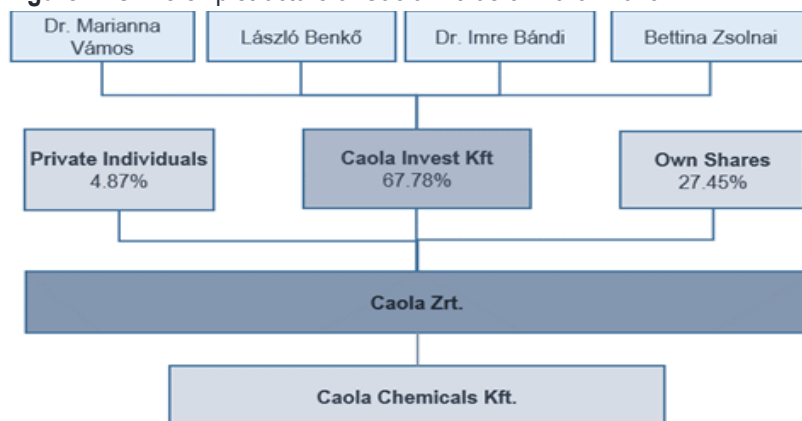 Dr. Marianna
Vámos
László Benkő
Dr. Imre Bándi
Bettina Zsolnai
Private Individuals
4.87%
Caola Invest Kft
67.78%
Own Shares
27.45%
Caola Zrt.
Caola Chemicals Kft.